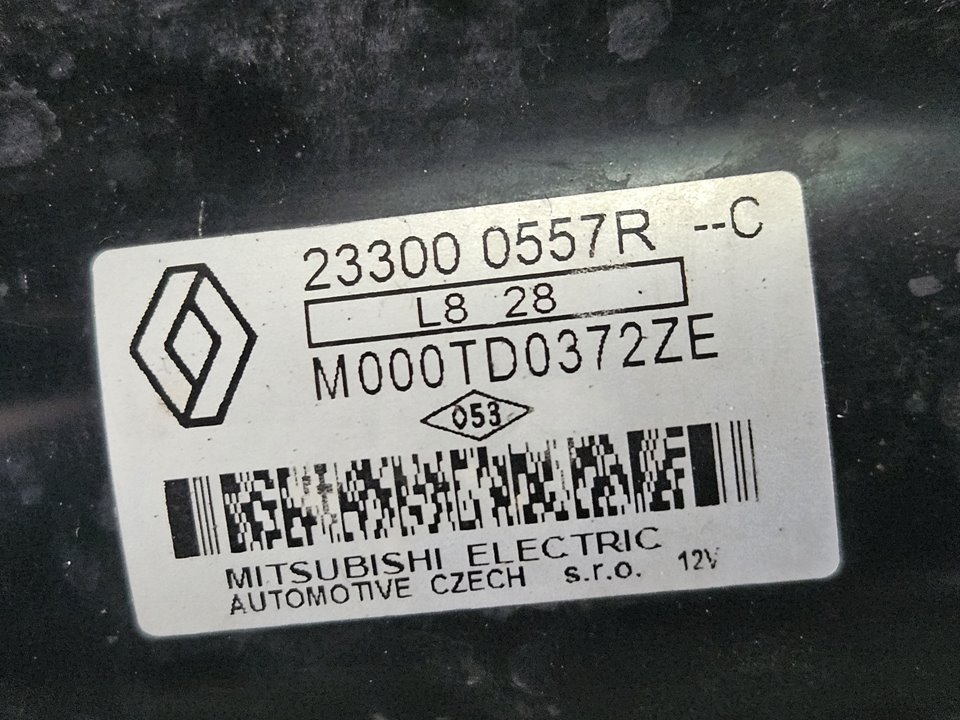 23300 0557R --C
L8 28
M000TD0372ZE
053
MITSUBISHI ELECTRIC
AUTOMOTIVE CZECH s.r.o. 12V